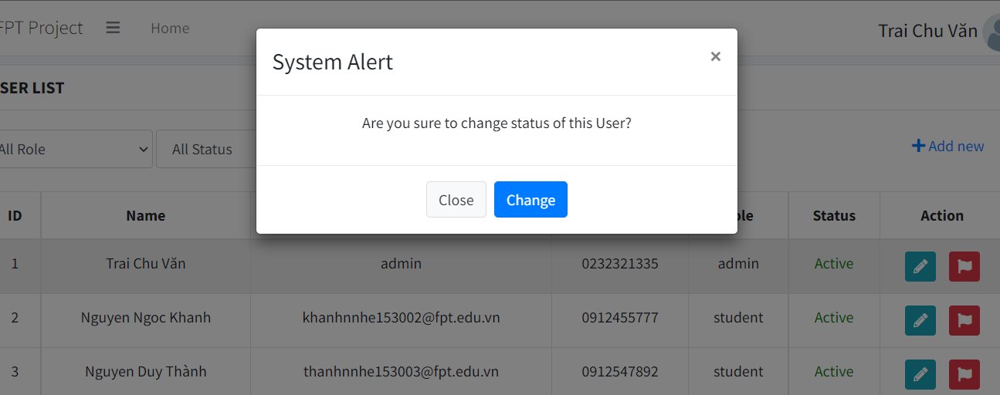 FPT Project Home Trai Chu Văn
System Alert ×
SER LIST
Are you sure to change status of this User?
All Role All Status
Add new
Close Change
ID Name Status Action
1 Trai Chu Văn admin 0232321335 admin Active
2 Nguyen Ngoc Khanh khanhnnhe153002@fpt.edu.vn 0912455777 student Active
3 Nguyen Duy Thành thanhnnhe153003@fpt.edu.vn 0912547892 student Active